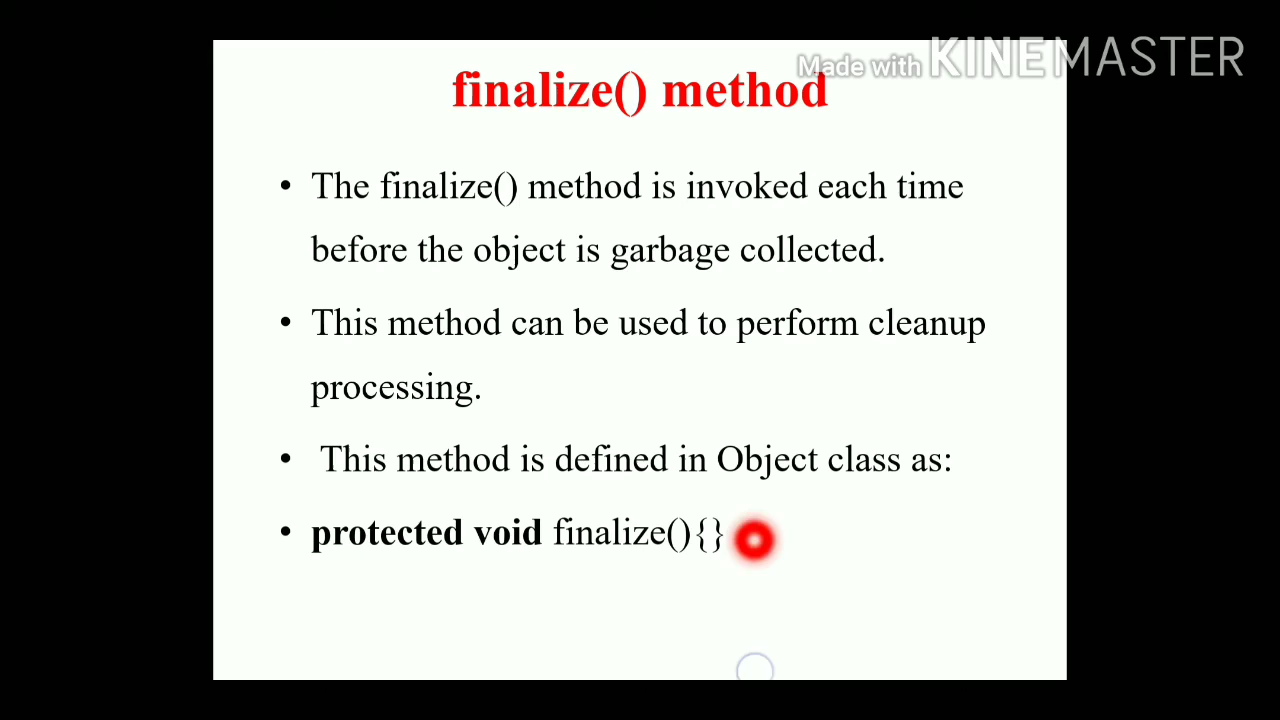 Made with KINEMASTER
finalize() method
• The finalize() method is invoked each time
before the object is garbage collected.
• This method can be used to perform cleanup
processing.
• This method is defined in Object class as:
• protected void finalize(){}